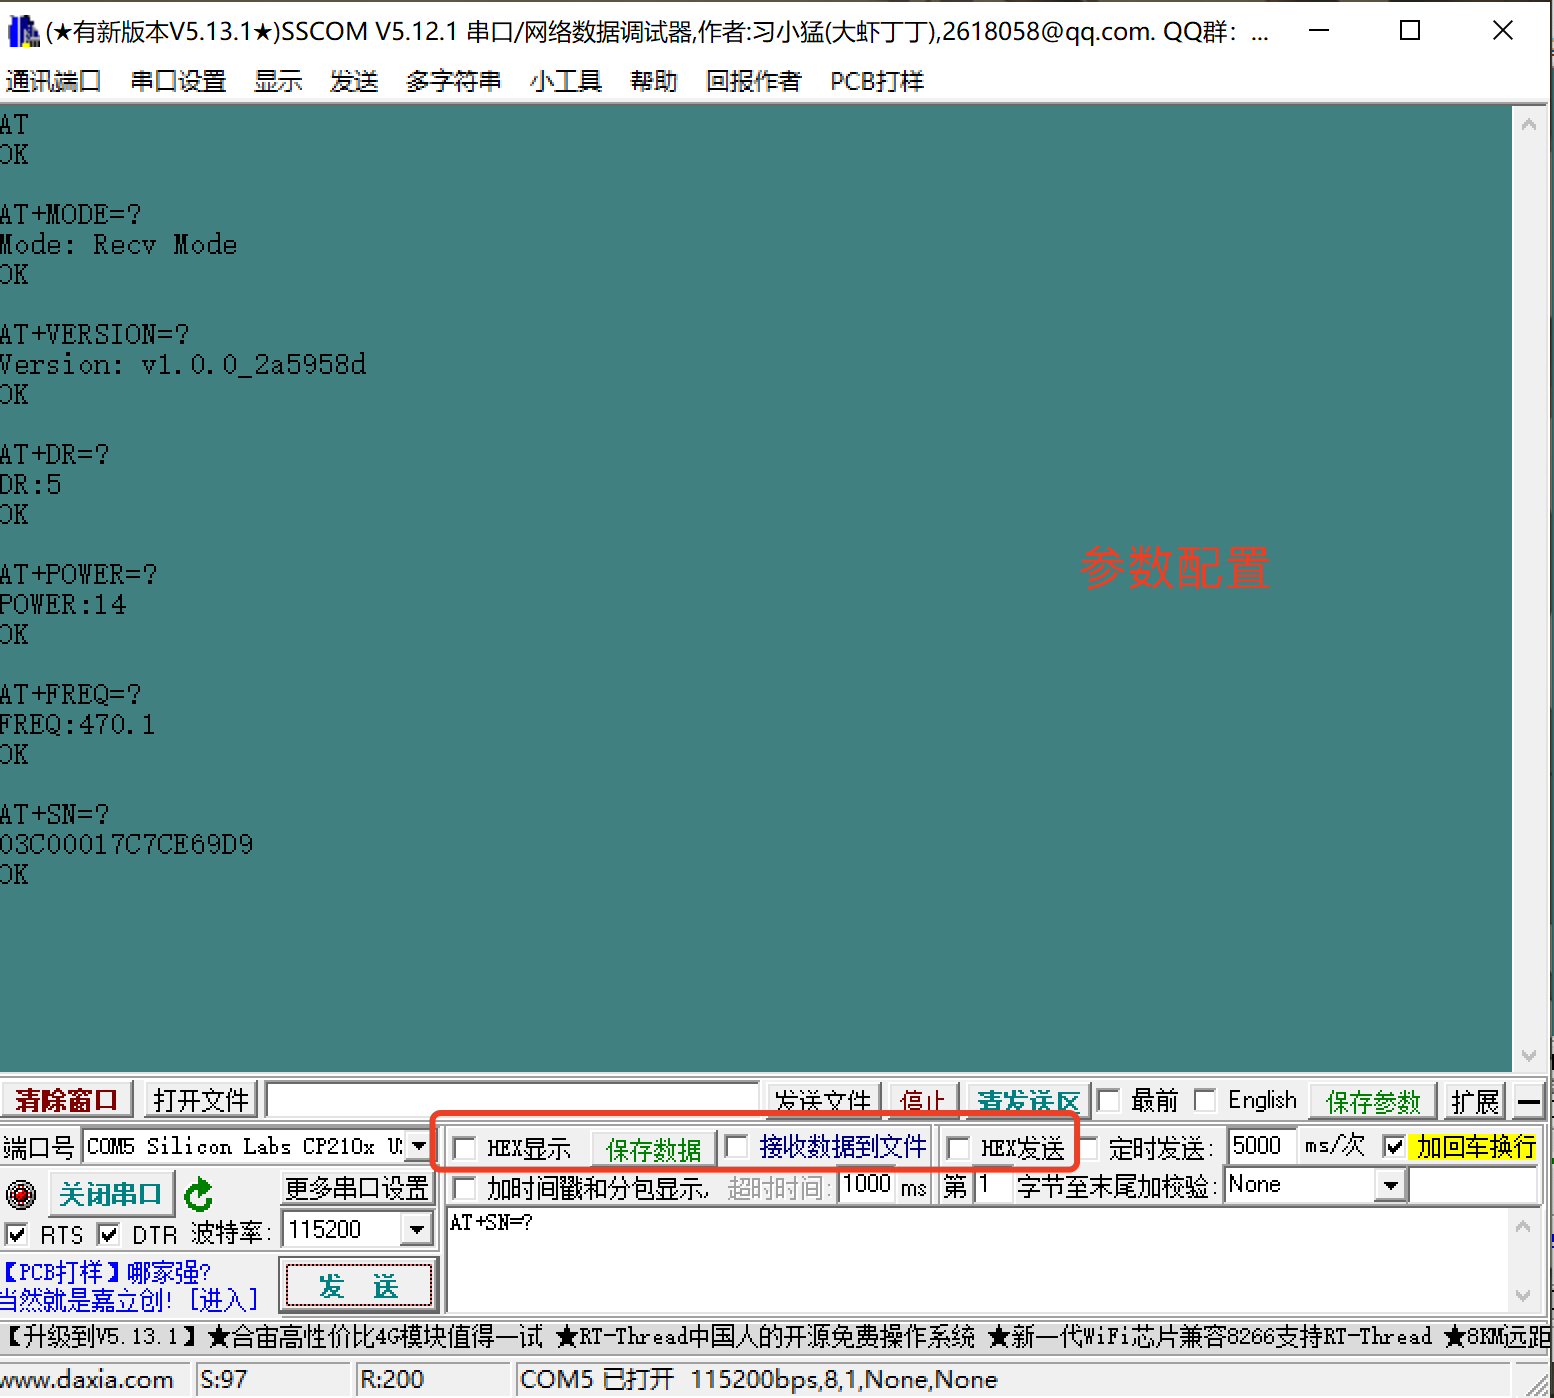 (★有新版本V5.13.1★)SSCOM V5.12.1 串口/网络数据调试器,作者:习小猛(大虾丁丁),2618058@qq.com. QQ群: ...
通讯端口 串口设置 显示 发送 多字符串 小工具 帮助 回报作者 PCB打样
AT
OK
AT+MODE=?
Mode: Recv Mode
OK
AT+VERSION=?
Version: v1.0.0_2a5958d
OK
AT+DR=?
DR:5
OK
参数配置
AT+POWER=?
POWER:14
OK
AT+FREQ=?
FREQ:470.1
OK
AT+SN=?
03C00017C7CE69D9
OK
清除窗口 打开文件 发送文件 停止 清发送区 最前 English 保存参数 扩展 —
端口号 COM5 Silicon Labs CP210x U HEX显示 保存数据 接收数据到文件 HEX发送 定时发送: 5000 ms/次 加回车换行
关闭串口 更多串口设置 加时间戳和分包显示, 超时时间: 1000 ms 第 1 字节至末尾加校验: None
RTS DTR 波特率: 115200 AT+SN=?
【PCB打样】哪家强?
当然就是嘉立创! [进入]
发 送
【升级到V5.13.1】★合宙高性价比4G模块值得一试 ★RT-Thread中国人的开源免费操作系统 ★新一代WiFi芯片兼容8266支持RT-Thread ★8KM远距
www.daxia.com S:97 R:200 COM5 已打开 115200bps,8,1,None,None